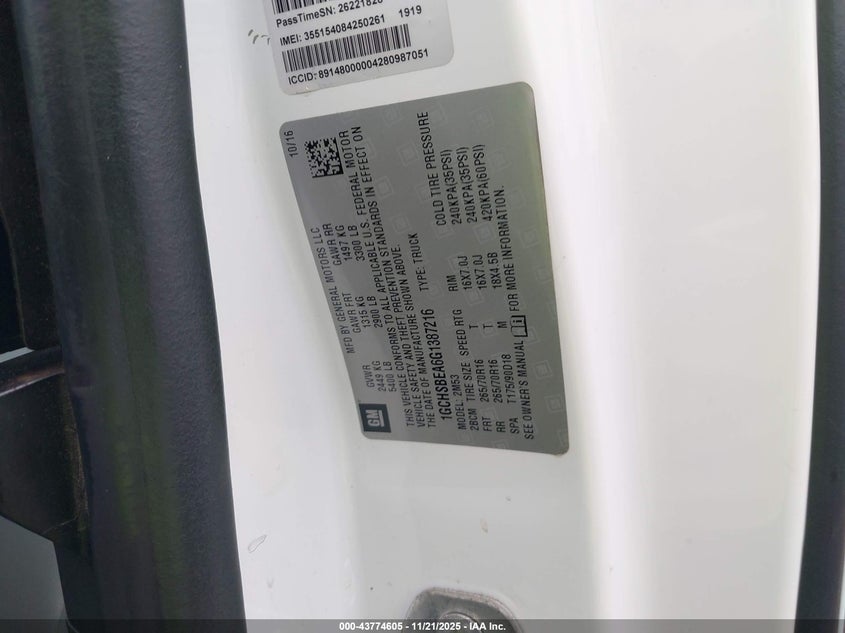 PassTimeSN: 26221820
IMEI: 355154084250261 1919
ICCID: 89148000004280987051
10/16
MFD BY GENERAL MOTORS LLC
GVWR GAWR FRT GAWR RR
2449 KG 1315 KG 1497 KG
5400 LB 2900 LB 3300 LB
THIS VEHICLE CONFORMS TO ALL APPLICABLE U.S. FEDERAL MOTOR
VEHICLE SAFETY AND THEFT PREVENTION STANDARDS IN EFFECT ON
THE DATE OF MANUFACTURE SHOWN ABOVE.
1GCHSBEA6G1387216 TYPE: TRUCK
MODEL: 2M53
2BCM TIRE SIZE SPEED RTG RIM COLD TIRE PRESSURE
FRT 265/70R16 T 16X7.0J 240KPA(35PSI)
RR 265/70R16 T 16X7.0J 240KPA(35PSI)
SPA T175/90D18 M 18X4.5B 420KPA(60PSI)
SEE OWNER'S MANUAL FOR MORE INFORMATION.
GM
000-43774605 - 11/21/2025 - IAA Inc.